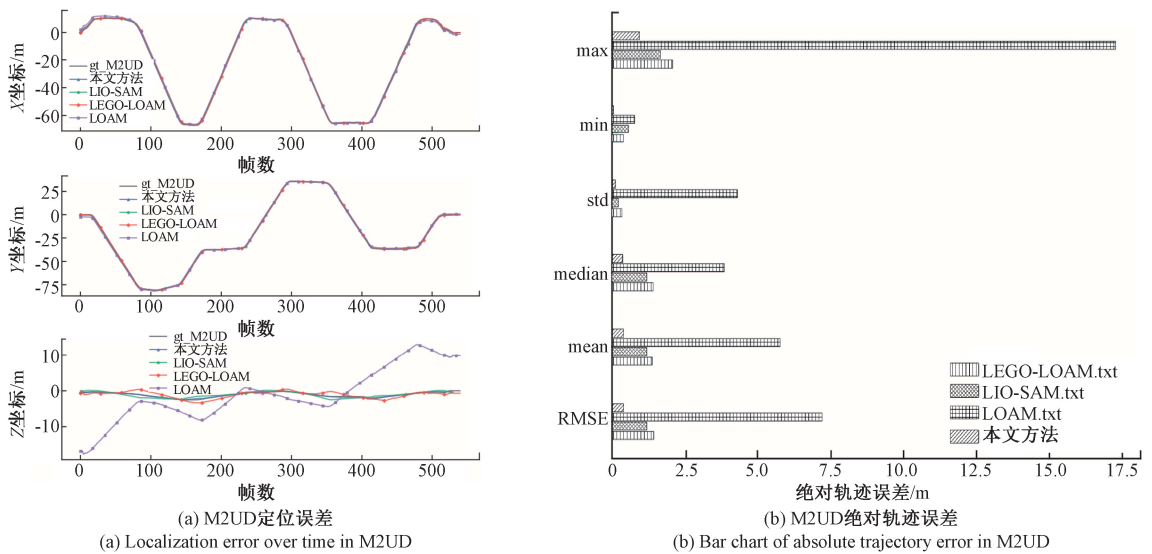 X坐标/m
0
-20
-40
-60
gt_M2UD
本文方法
LIO-SAM
LEGO-LOAM
LOAM
0 100 200 300 400 500
帧数
Y坐标/m
25
0
-25
-50
-75
gt_M2UD
本文方法
LIO-SAM
LEGO-LOAM
LOAM
0 100 200 300 400 500
帧数
Z坐标/m
10
0
-10
gt_M2UD
本文方法
LIO-SAM
LEGO-LOAM
LOAM
0 100 200 300 400 500
帧数
(a) M2UD定位误差
(a) Localization error over time in M2UD
max
min
std
median
mean
RMSE
LEGO-LOAM.txt
LIO-SAM.txt
LOAM.txt
本文方法
0 2.5 5.0 7.5 10.0 12.5 15.0 17.5
绝对轨迹误差/m
(b) M2UD绝对轨迹误差
(b) Bar chart of absolute trajectory error in M2UD